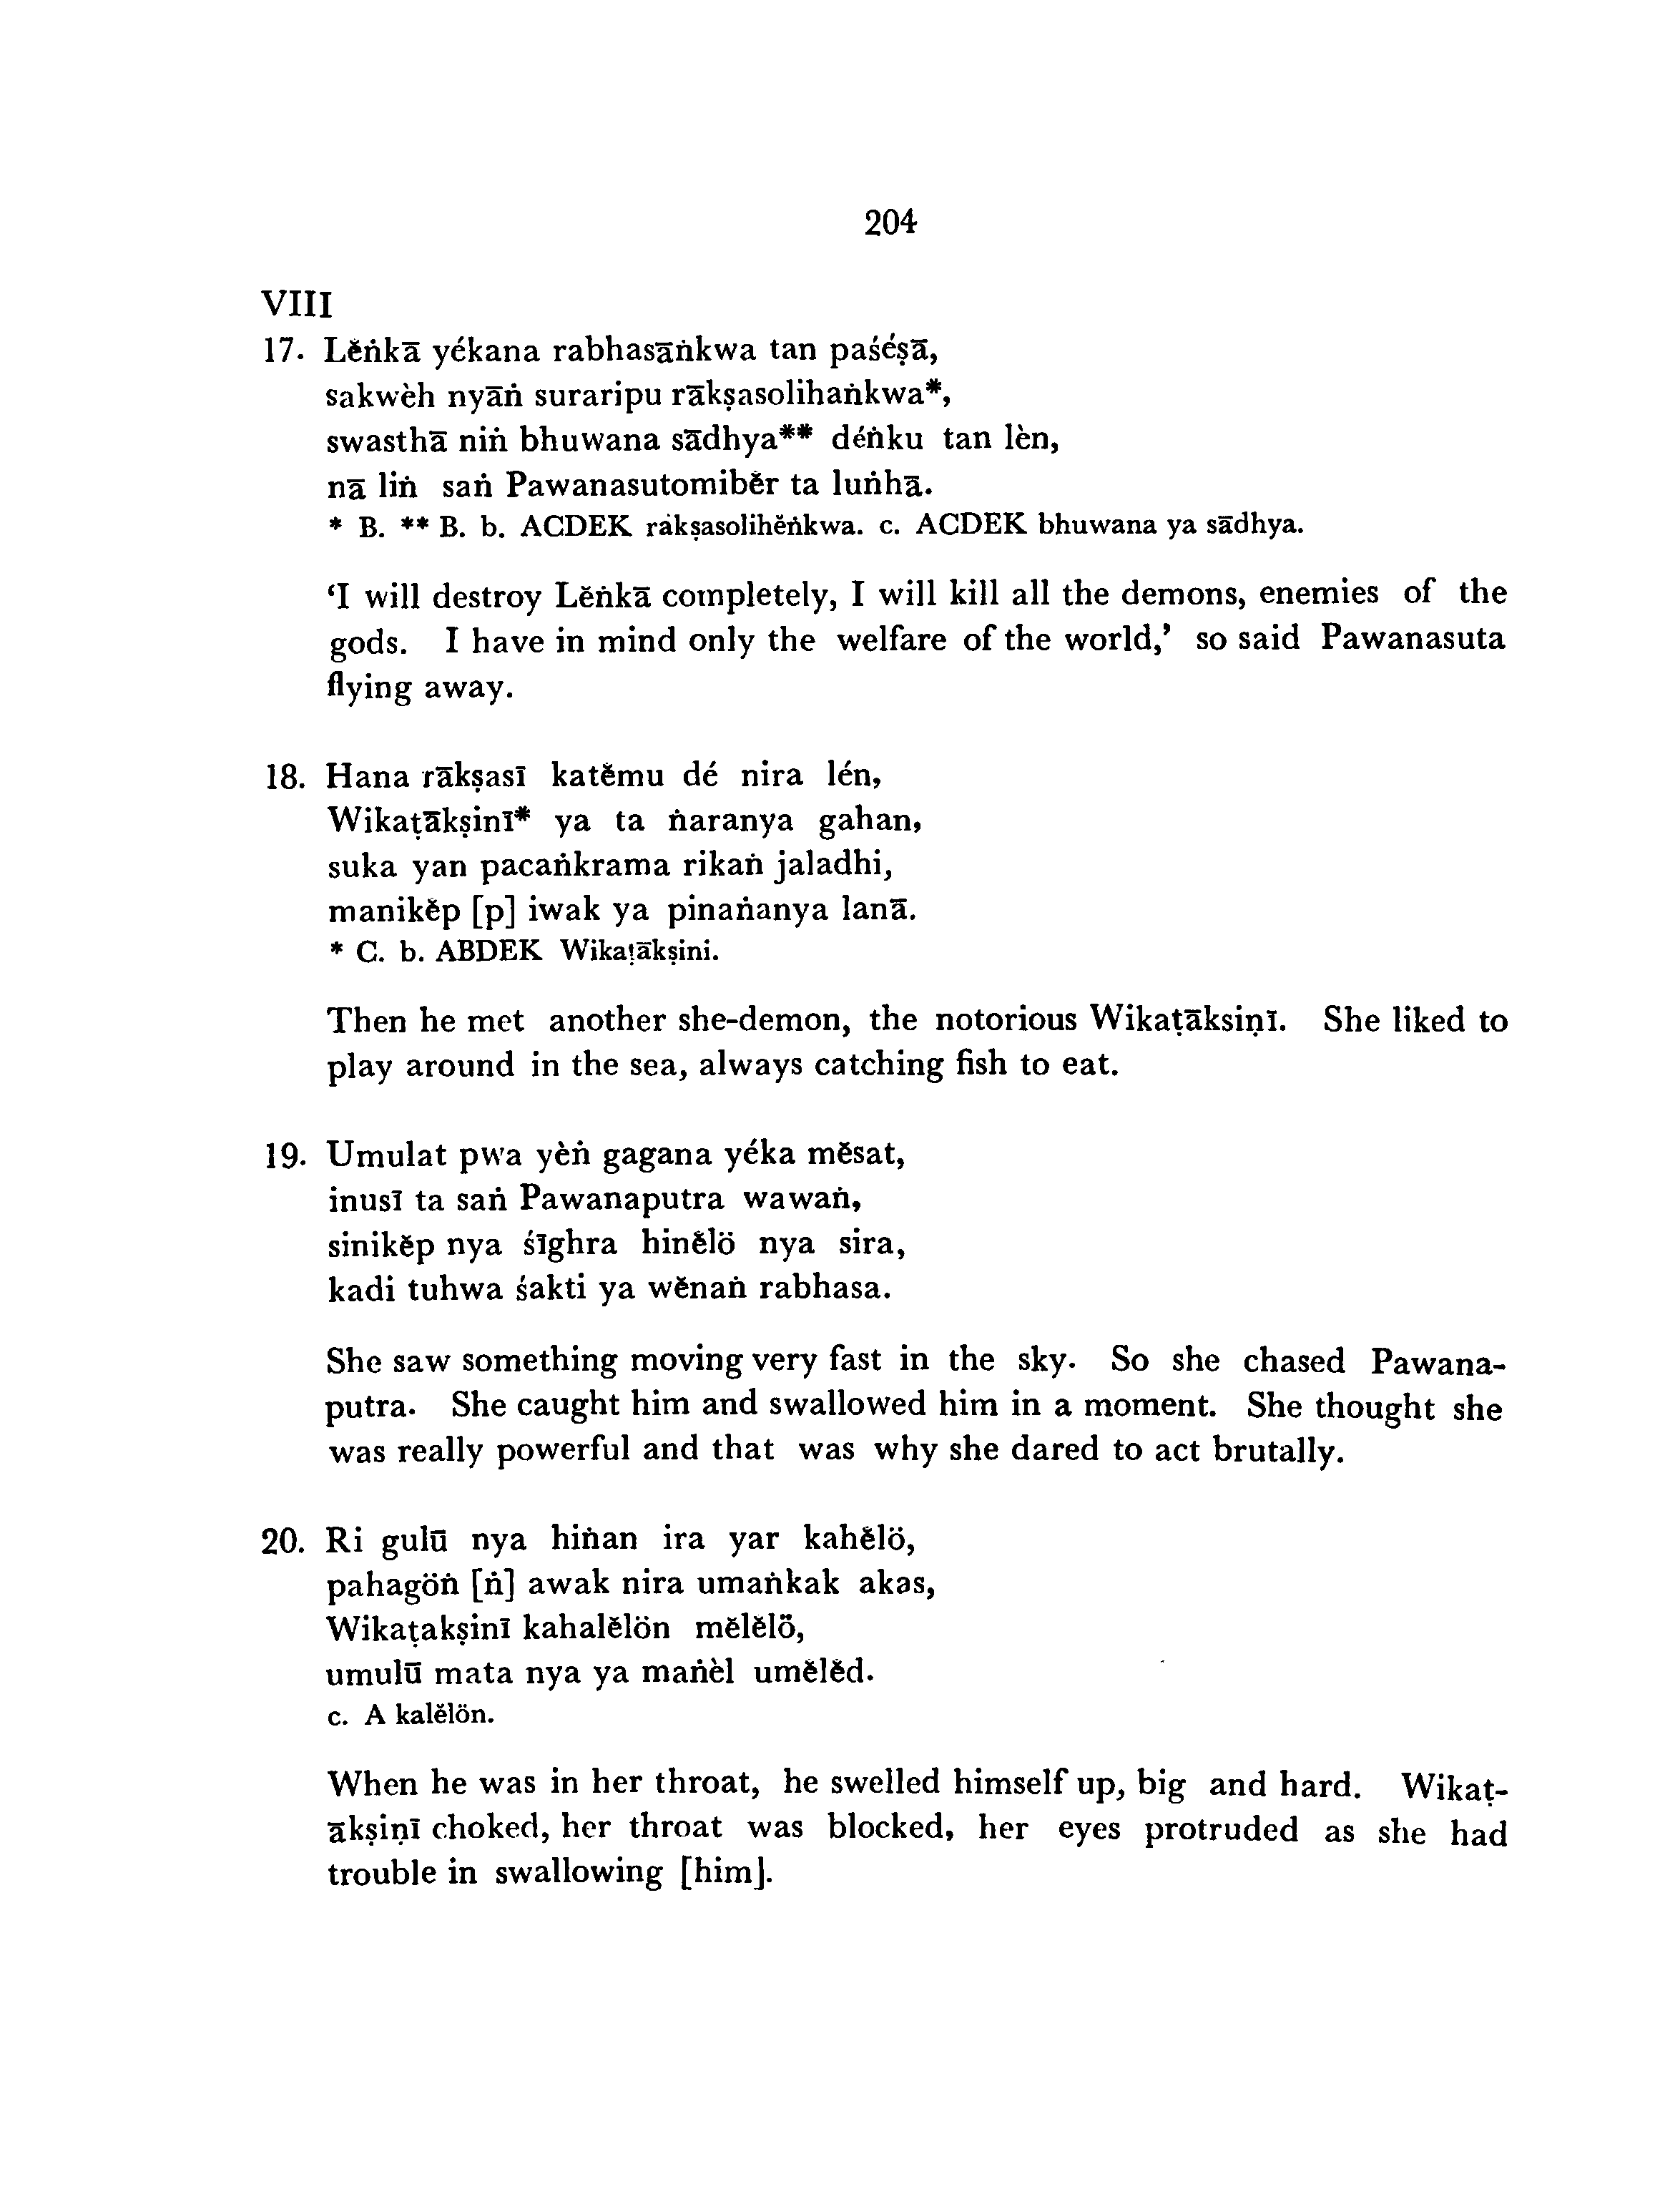 204
VIII
17. Lĕṅkā yékana rabhasāṅkwa tan paśéṣā,
sakwèh nyāṅ suraripu rākṣasolihaṅkwa*,
swasthā niṅ bhuwana sādhya** déṅku tan lèn,
nā liṅ saṅ Pawanasutomibĕr ta luṅhā.
* B. ** B. b. ACDEK rákṣasolihĕṅkwa. c. ACDEK bhuwana ya sādhya.
‘I will destroy Lĕṅkā completely, I will kill all the demons, enemies of the
gods. I have in mind only the welfare of the world,’ so said Pawanasuta
flying away.
18. Hana rākṣasī katĕmu dé nira lén,
Wikaṭākṣinī* ya ta ṅaranya gahan,
suka yan pacaṅkrama rikaṅ jaladhi,
manikĕp [p] iwak ya pinaṅanya lanā.
* C. b. ABDEK Wikaṭākṣini.
Then he met another she-demon, the notorious Wikaṭāksiṇī. She liked to
play around in the sea, always catching fish to eat.
19. Umulat pwa yèṅ gagana yéka mĕsat,
inusī ta saṅ Pawanaputra wawaṅ,
sinikĕp nya śīghra hinĕlö nya sira,
kadi tuhwa śakti ya wĕnaṅ rabhasa.
She saw something moving very fast in the sky. So she chased Pawana-
putra. She caught him and swallowed him in a moment. She thought she
was really powerful and that was why she dared to act brutally.
20. Ri gulū nya hiṅan ira yar kahĕlö,
pahagöṅ [ṅ] awak nira umaṅkak akas,
Wikaṭakṣinī kahalĕlön mĕlĕlȫ,
umulū mata nya ya maṅèl umĕlĕd.
c. A kalĕlön.
When he was in her throat, he swelled himself up, big and hard. Wikaṭ-
ākṣiṇī choked, her throat was blocked, her eyes protruded as she had
trouble in swallowing [him].